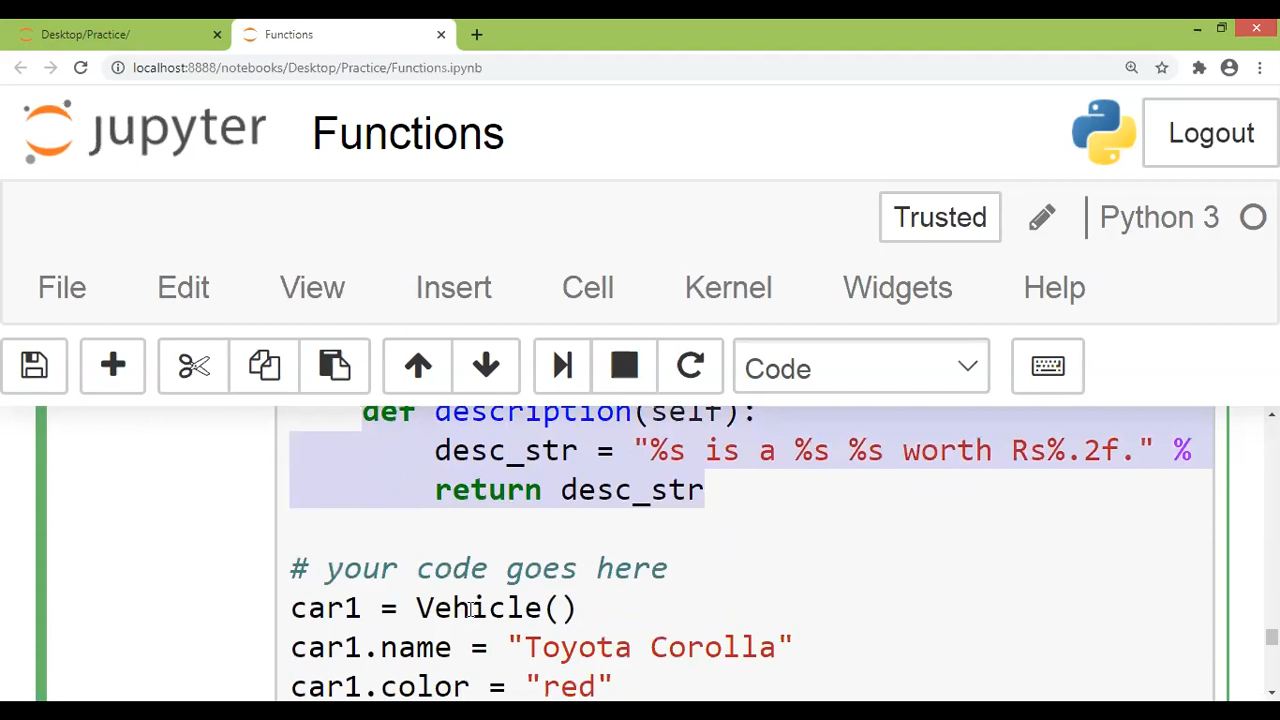 Desktop/Practice/
Functions
localhost:8888/notebooks/Desktop/Practice/Functions.ipynb
jupyter Functions
Logout
Trusted
Python 3
File Edit View Insert Cell Kernel Widgets Help
Code
def description(self):
desc_str = "%s is a %s %s worth Rs%.2f." %
return desc_str
# your code goes here
car1 = Vehicle()
car1.name = "Toyota Corolla"
car1.color = "red"